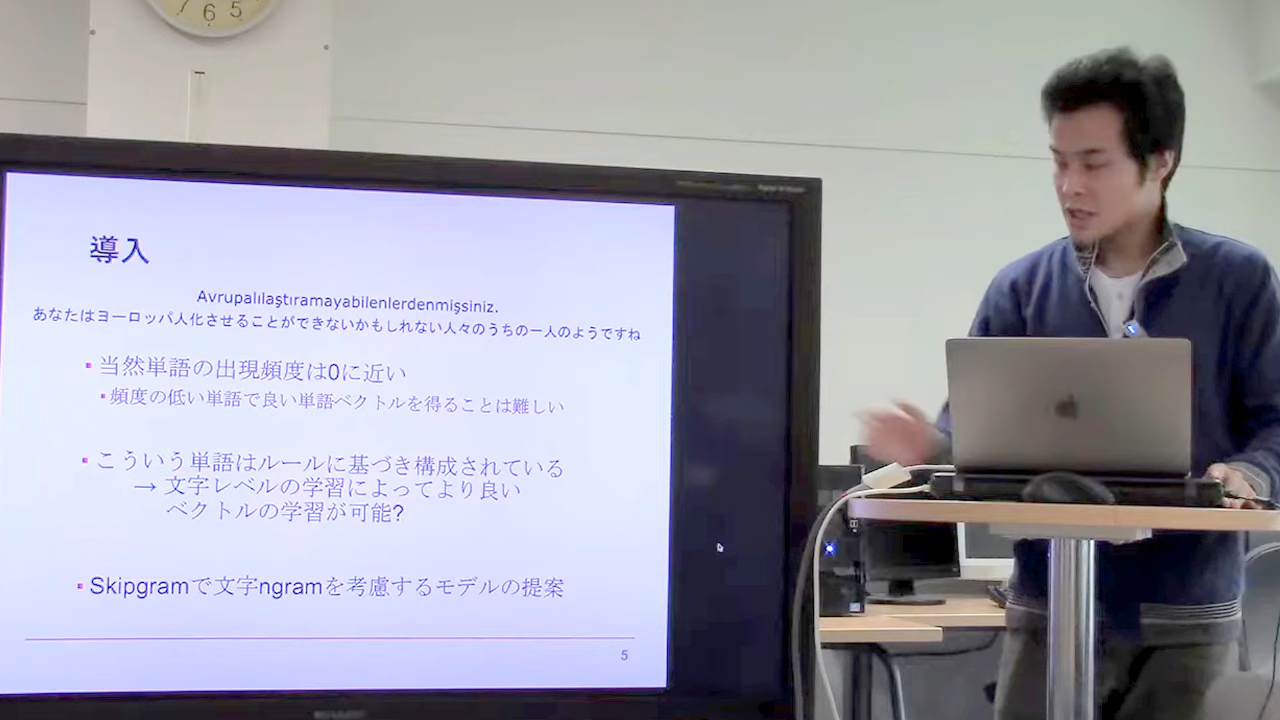 7 6 5
導入
Avrupalılaştıramayabilenlerdenmişsiniz.
あなたはヨーロッパ人化させることができないかもしれない人々のうちの一人のようですね
当然単語の出現頻度は0に近い
頻度の低い単語で良い単語ベクトルを得ることは難しい
こういう単語はルールに基づき構成されている
→ 文字レベルの学習によってより良い
ベクトルの学習が可能?
Skipgramで文字ngramを考慮するモデルの提案
5